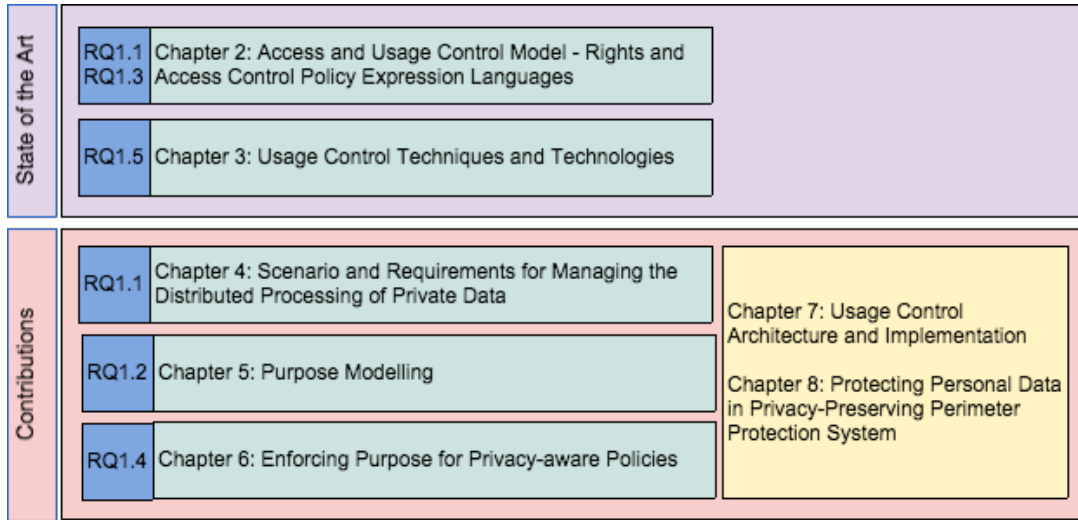 State of the Art
RQ1.1
RQ1.3
Chapter 2: Access and Usage Control Model - Rights and
Access Control Policy Expression Languages
RQ1.5
Chapter 3: Usage Control Techniques and Technologies
Contributions
RQ1.1
Chapter 4: Scenario and Requirements for Managing the
Distributed Processing of Private Data
RQ1.2
Chapter 5: Purpose Modelling
RQ1.4
Chapter 6: Enforcing Purpose for Privacy-aware Policies
Chapter 7: Usage Control
Architecture and Implementation
Chapter 8: Protecting Personal Data
in Privacy-Preserving Perimeter
Protection System